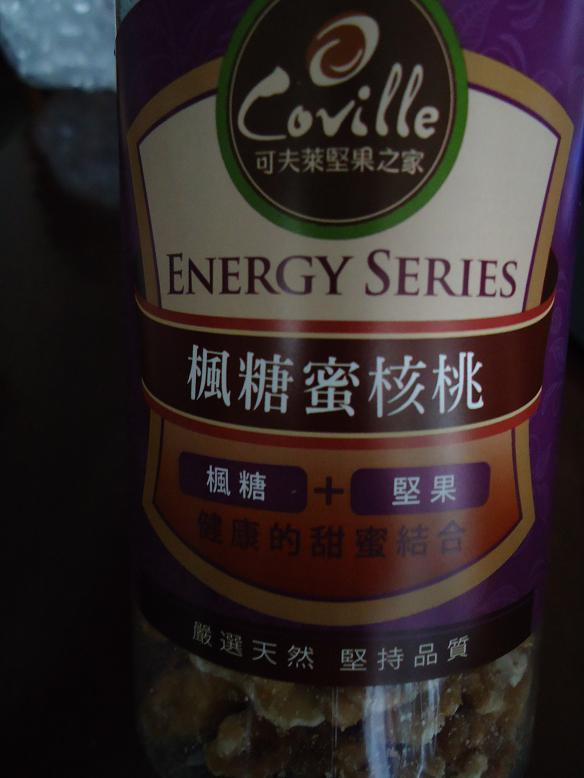 Coville
可夫萊堅果之家
ENERGY SERIES
楓糖蜜核桃
楓糖 + 堅果
健康的甜蜜結合
嚴選天然 堅持品質